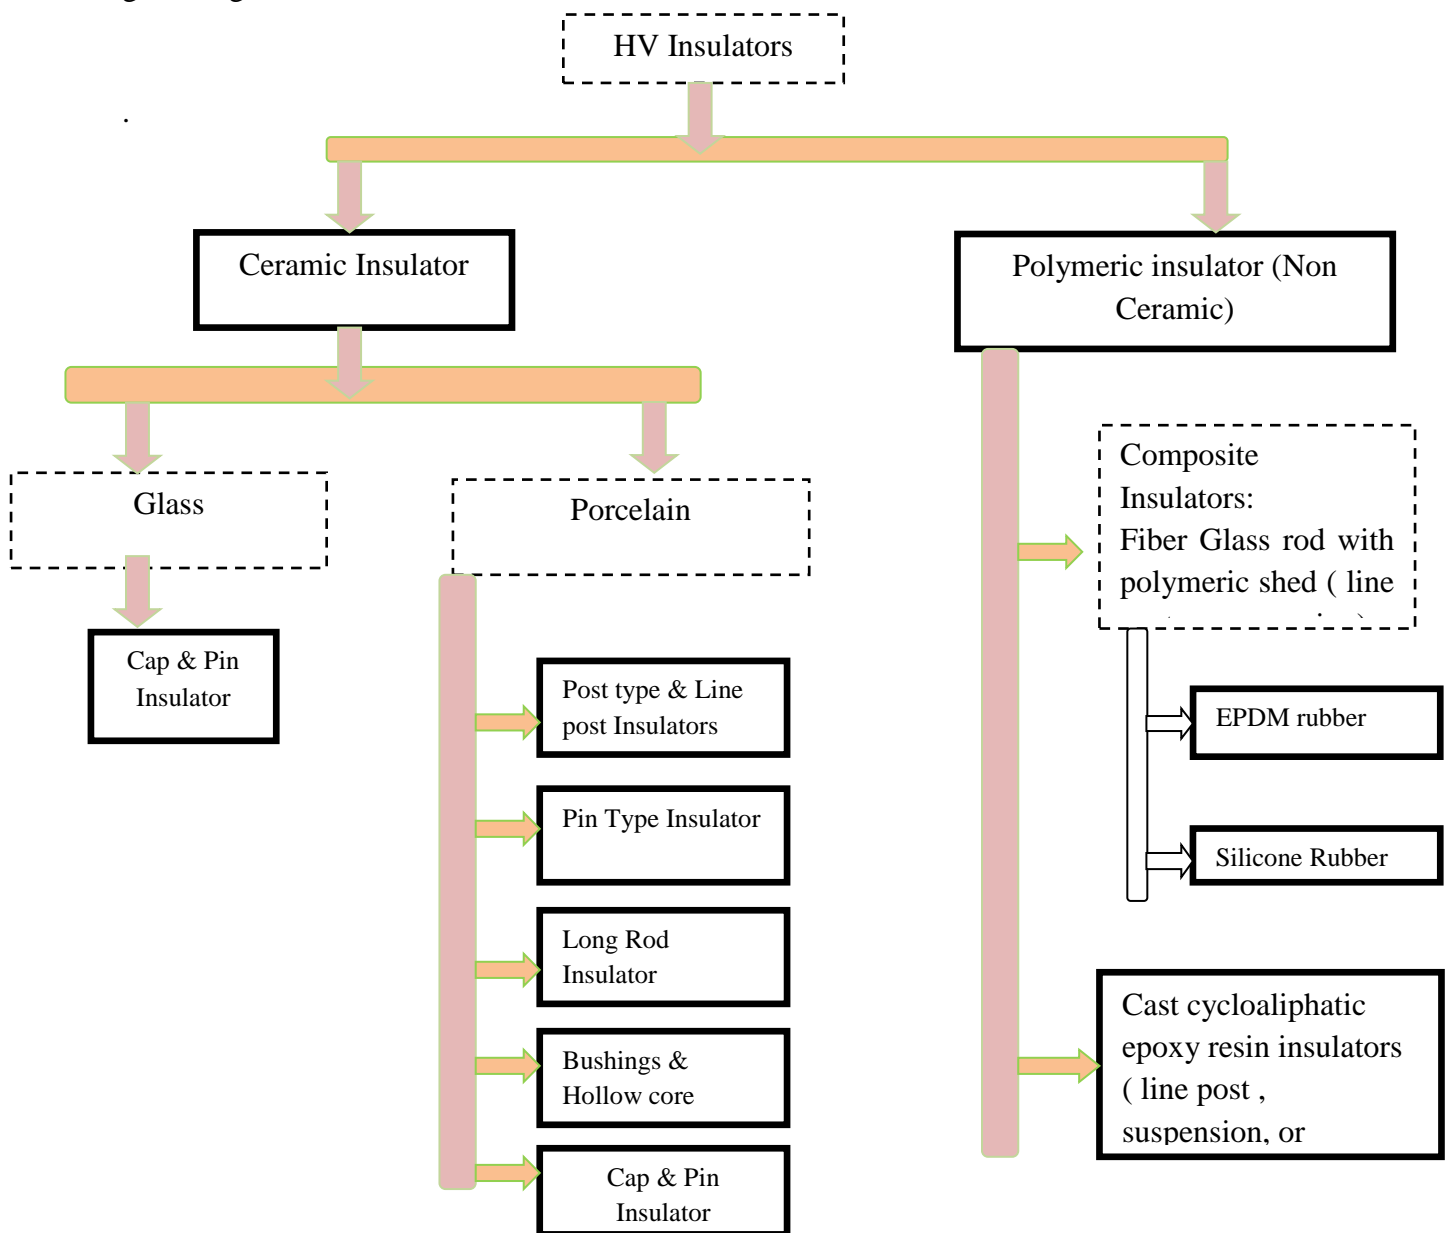 HV Insulators
.
Ceramic Insulator
Polymeric insulator (Non
Ceramic)
Glass
Porcelain
Composite
Insulators:
Fiber Glass rod with
polymeric shed ( line
Cap & Pin
Insulator
Post type & Line
post Insulators
EPDM rubber
Pin Type Insulator
Silicone Rubber
Long Rod
Insulator
Cast cycloaliphatic
epoxy resin insulators
( line post ,
suspension, or
Bushings &
Hollow core
Cap & Pin
Insulator